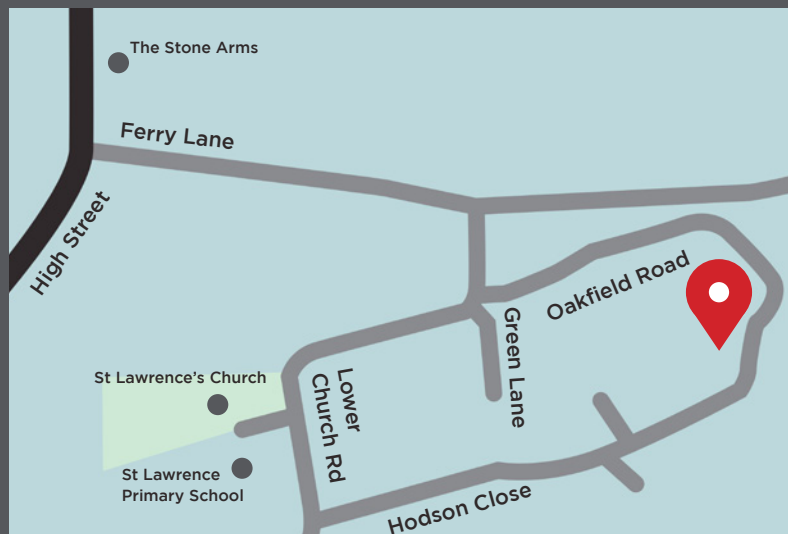 The Stone Arms
Ferry Lane
High Street
Oakfield Road
Green Lane
St Lawrence's Church
Lower
Church Rd
St Lawrence
Primary School
Hodson Close